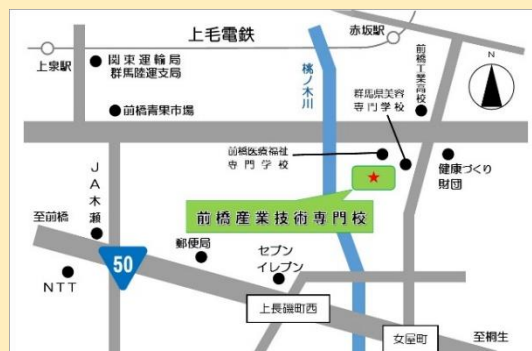 上毛電鉄
赤坂駅
上泉駅
関東運輸局
群馬陸運支局
桃ノ木川
前橋工業高校
N
群馬県美容
専門学校
前橋青果市場
前橋医療福祉
専門学校
健康づくり
財団
JA木瀬
前橋産業技術専門校
至前橋
郵便局
50
セブン
イレブン
NTT
上長磯町西
女屋町
至桐生